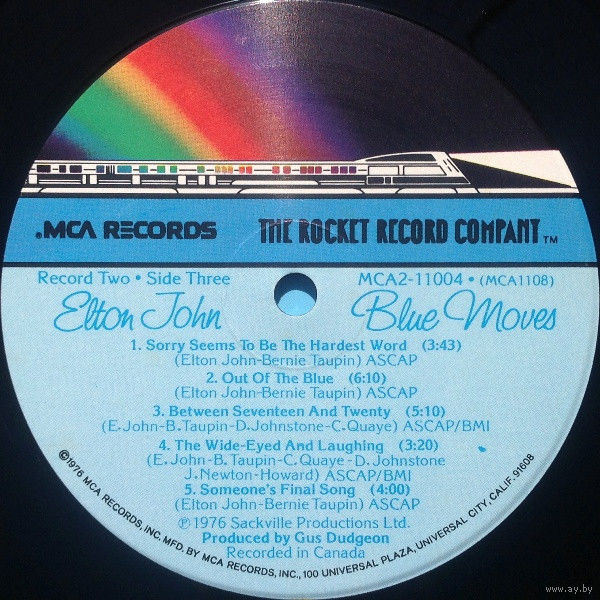 MCA RECORDS THE ROCKET RECORD COMPANY TM
Record Two • Side Three MCA2-11004 • (MCA1108)
Elton John Blue Moves
1. Sorry Seems To Be The Hardest Word (3:43)
(Elton John-Bernie Taupin) ASCAP
2. Out Of The Blue (6:10)
(Elton John-Bernie Taupin) ASCAP
3. Between Seventeen And Twenty (5:10)
(E. John-B. Taupin-D. Johnstone-C. Quaye) ASCAP/BMI
4. The Wide-Eyed And Laughing (3:20)
(E. John-B. Taupin-C. Quaye-D. Johnstone
J. Newton-Howard) ASCAP/BMI
5. Someone's Final Song (4:00)
(Elton John-Bernie Taupin) ASCAP
℗1976 Sackville Productions Ltd.
Produced by Gus Dudgeon
Recorded in Canada
©1976 MCA RECORDS, INC. MFD. BY MCA RECORDS, INC., 100 UNIVERSAL PLAZA, UNIVERSAL CITY, CALIF. 91608
www.ay.by